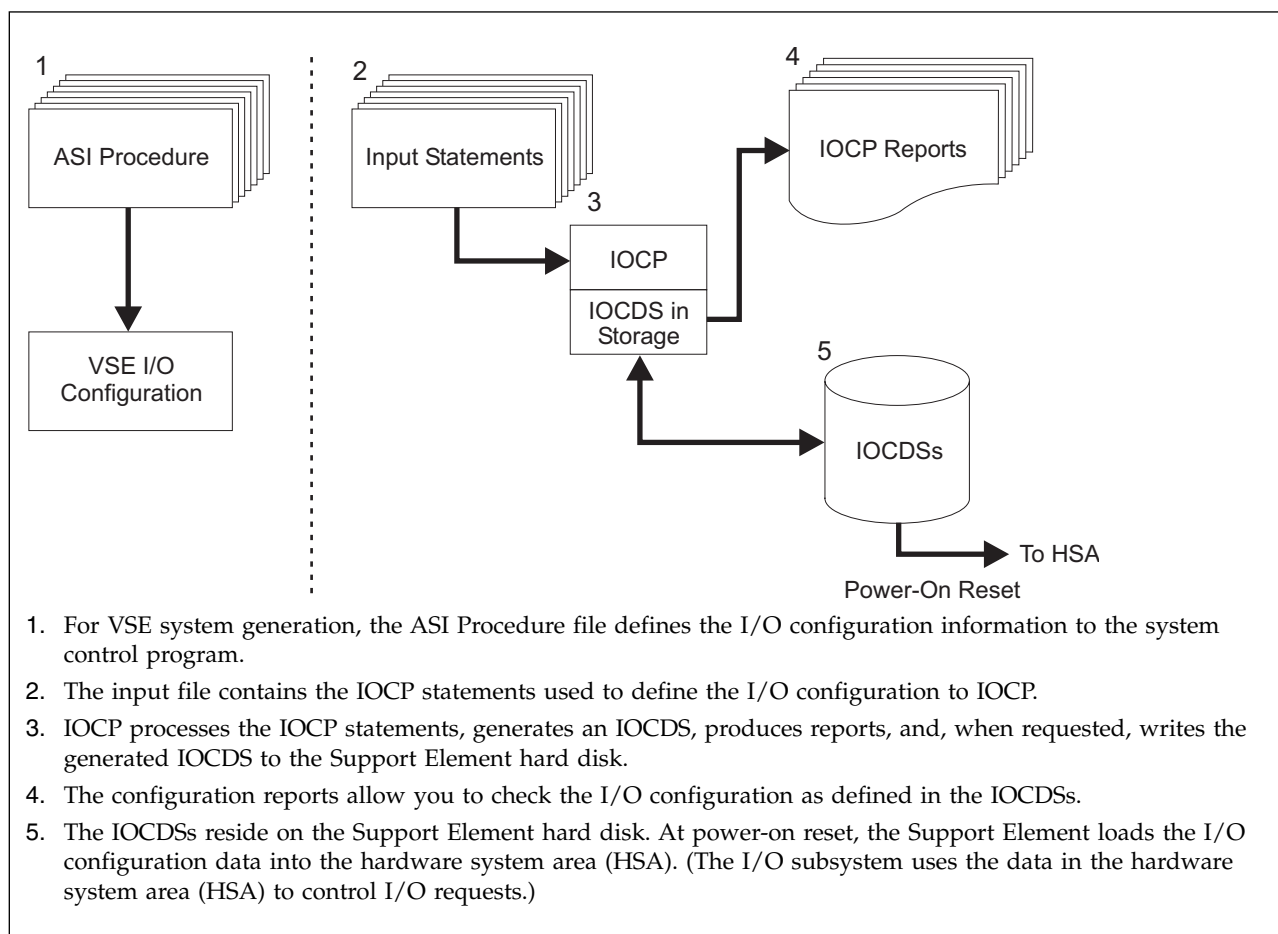 1
2
4
ASI Procedure
Input Statements
IOCP Reports
3
IOCP
IOCDS in
Storage
VSE I/O
Configuration
5
IOCDSs
To HSA
Power-On Reset
1. For VSE system generation, the ASI Procedure file defines the I/O configuration information to the system
control program.
2. The input file contains the IOCP statements used to define the I/O configuration to IOCP.
3. IOCP processes the IOCP statements, generates an IOCDS, produces reports, and, when requested, writes the
generated IOCDS to the Support Element hard disk.
4. The configuration reports allow you to check the I/O configuration as defined in the IOCDSs.
5. The IOCDSs reside on the Support Element hard disk. At power-on reset, the Support Element loads the I/O
configuration data into the hardware system area (HSA). (The I/O subsystem uses the data in the hardware
system area (HSA) to control I/O requests.)